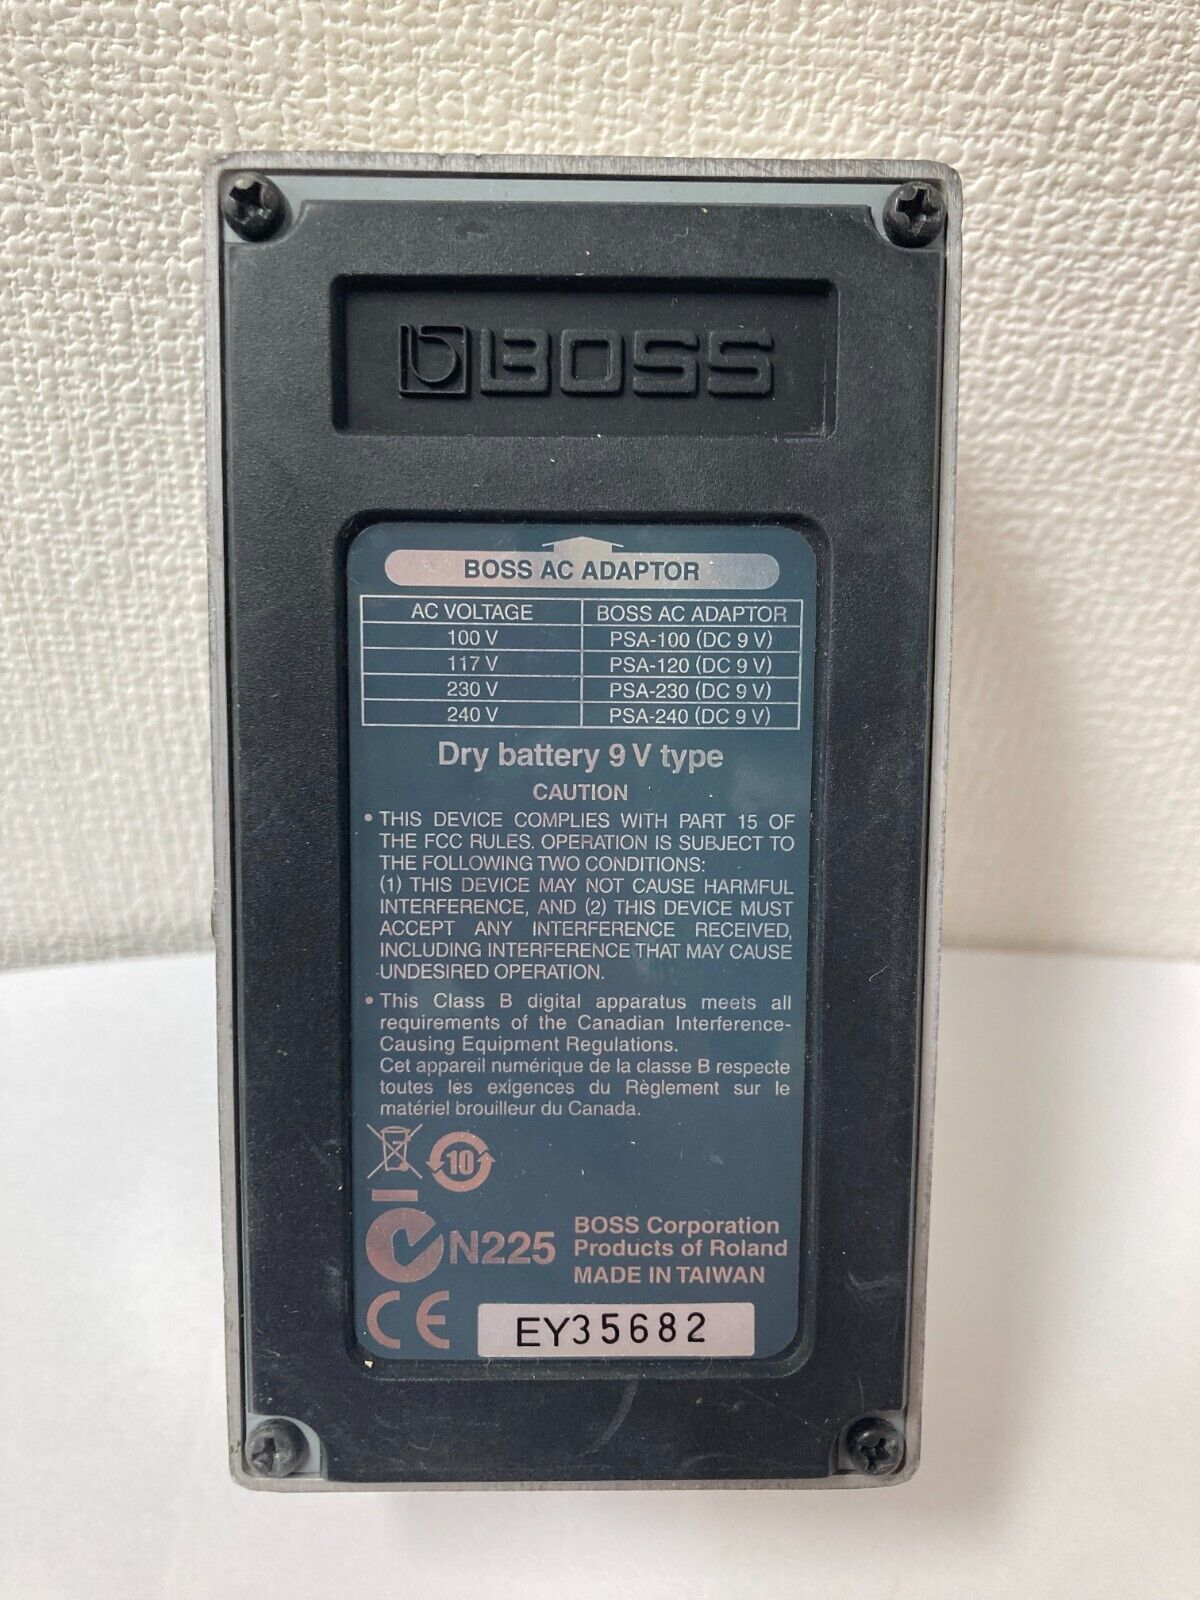 BOSS
BOSS AC ADAPTOR
AC VOLTAGE BOSS AC ADAPTOR
100 V PSA-100 (DC 9 V)
117 V PSA-120 (DC 9 V)
230 V PSA-230 (DC 9 V)
240 V PSA-240 (DC 9 V)
Dry battery 9 V type
CAUTION
• THIS DEVICE COMPLIES WITH PART 15 OF
THE FCC RULES. OPERATION IS SUBJECT TO
THE FOLLOWING TWO CONDITIONS:
(1) THIS DEVICE MAY NOT CAUSE HARMFUL
INTERFERENCE, AND (2) THIS DEVICE MUST
ACCEPT ANY INTERFERENCE RECEIVED,
INCLUDING INTERFERENCE THAT MAY CAUSE
UNDESIRED OPERATION.
• This Class B digital apparatus meets all
requirements of the Canadian Interference-
Causing Equipment Regulations.
Cet appareil numérique de la classe B respecte
toutes les exigences du Règlement sur le
matériel brouilleur du Canada.
10
N225
BOSS Corporation
Products of Roland
MADE IN TAIWAN
CE
EY35682